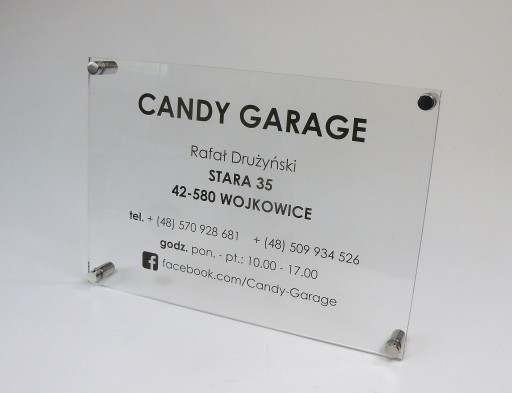 CANDY GARAGE
Rafał Drużyński
STARA 35
42-580 WOJKOWICE
tel. + (48) 570 928 681 + (48) 509 934 526
godz. pon. - pt.: 10.00 - 17.00
facebook.com/Candy-Garage